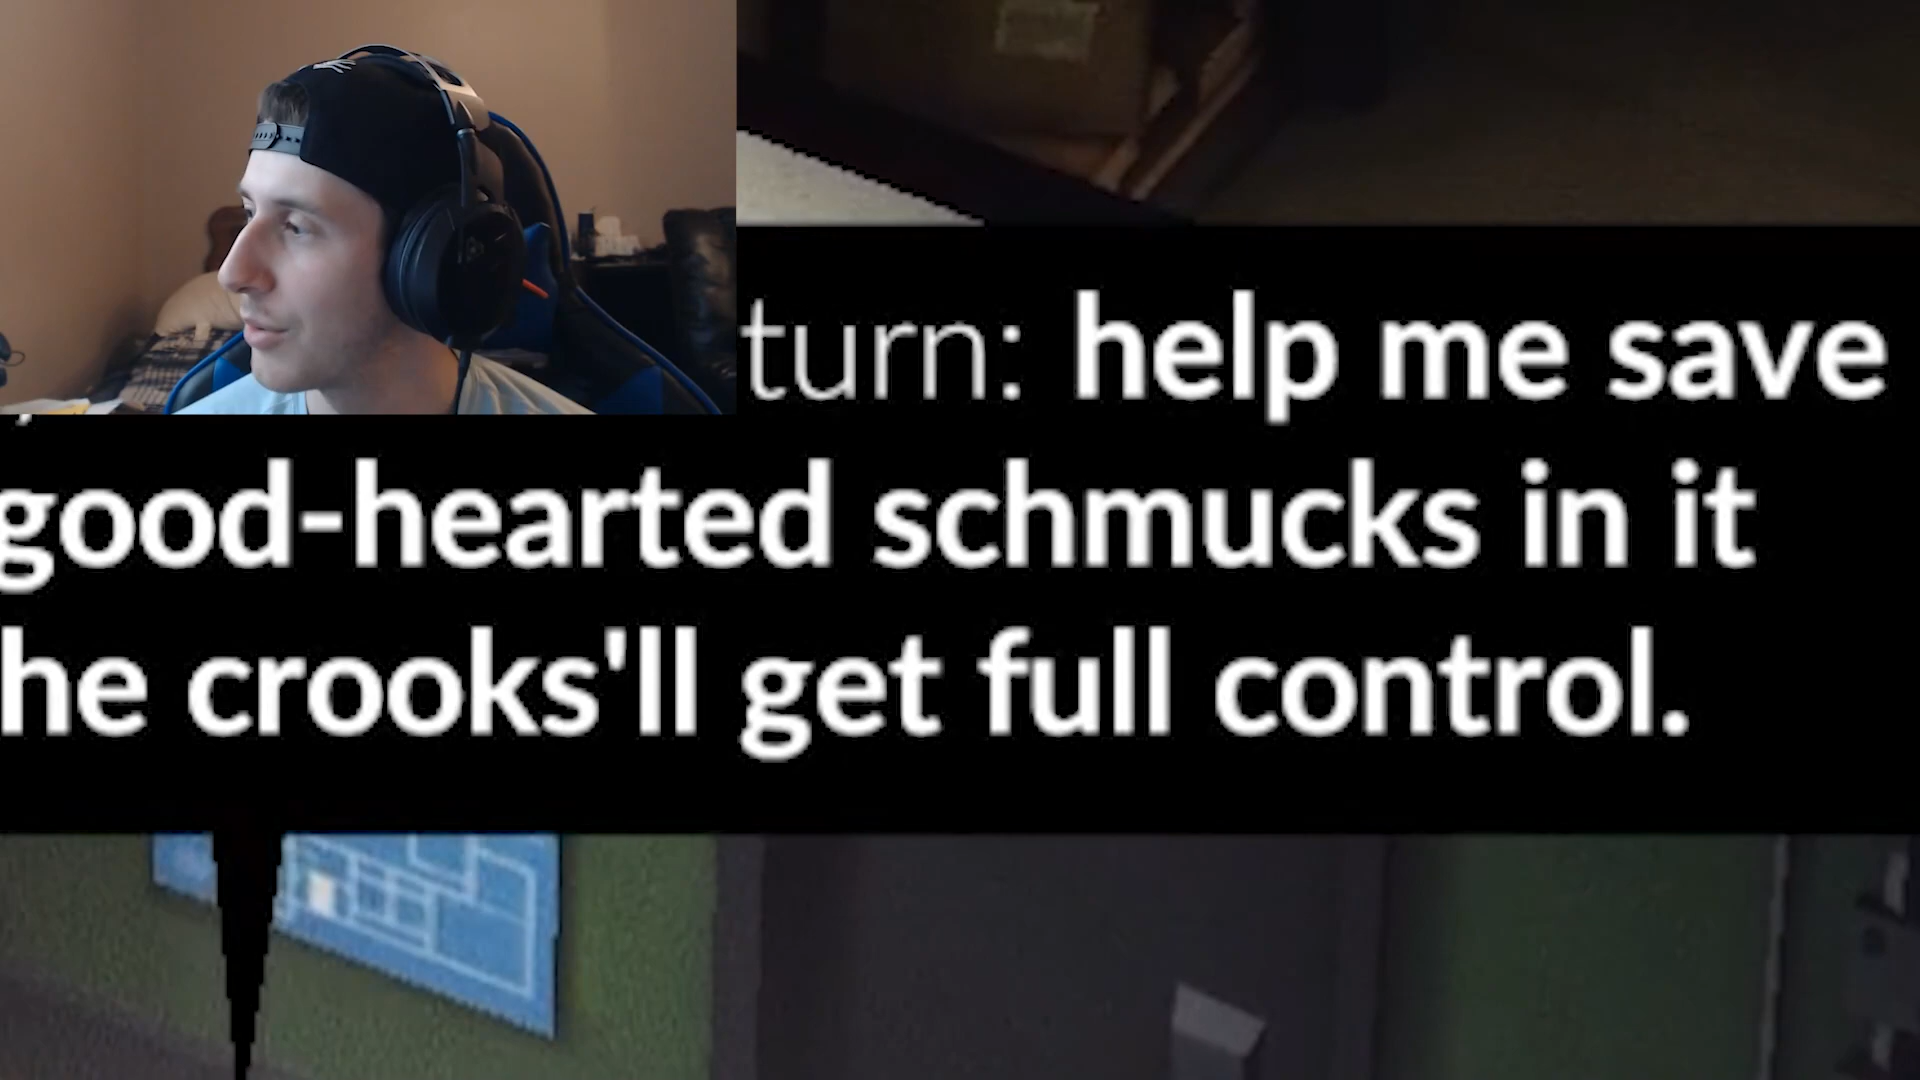 turn: help me save
good-hearted schmucks in it
he crooks'll get full control.